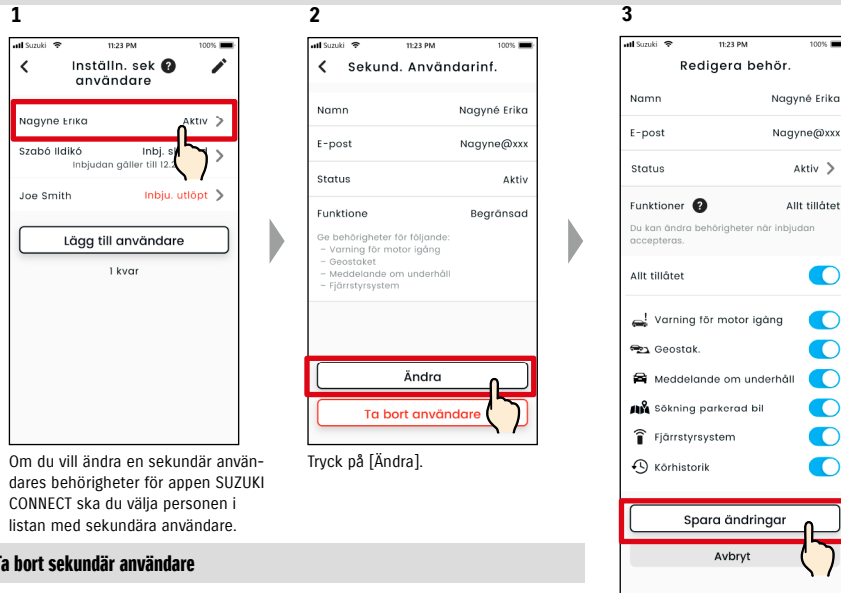 1
Suzuki 11:23 PM 100%
Inställn. sek ?
användare
Nagyne Erika Aktiv
Szabó Ildikó Inbj. s
Inbjudan gäller till 12.2
Joe Smith Inbju. utlöpt
Lägg till användare
1 kvar
Om du vill ändra en sekundär använ-
dares behörigheter för appen SUZUKI
CONNECT ska du välja personen i
listan med sekundära användare.
2
Suzuki 11:23 PM 100%
Sekund. Användarinf.
Namn Nagyné Erika
E-post Nagyne@xxx
Status Aktiv
Funktione Begränsad
Ge behörigheter för följande:
– Varning för motor igång
– Geostaket
– Meddelande om underhåll
– Fjärrstyrsystem
Ändra
Ta bort användare
Tryck på [Ändra].
3
Suzuki 11:23 PM 100%
Redigera behör.
Namn Nagyné Erika
E-post Nagyne@xxx
Status Aktiv
Funktioner ? Allt tillåtet
Du kan ändra behörigheter när inbjudan
accepteras.
Allt tillåtet
Varning för motor igång
Geostak.
Meddelande om underhåll
Sökning parkerad bil
Fjärrstyrsystem
Körhistorik
Spara ändringar
Avbryt
Ta bort sekundär användare